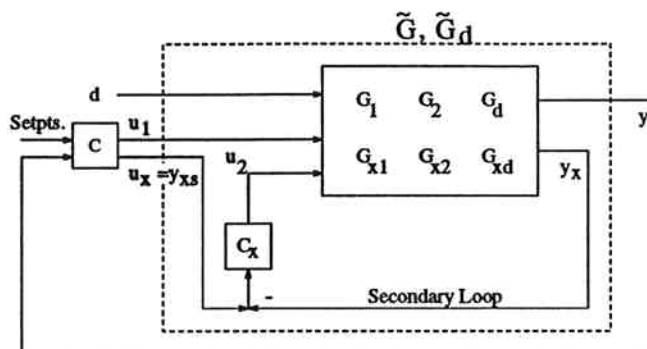 G̃, G̃d
d
G1 G2 Gd
y
Setpts.
u1
C
u2
Gx1 Gx2 Gxd
yx
ux =yxs
Cx
-
Secondary Loop